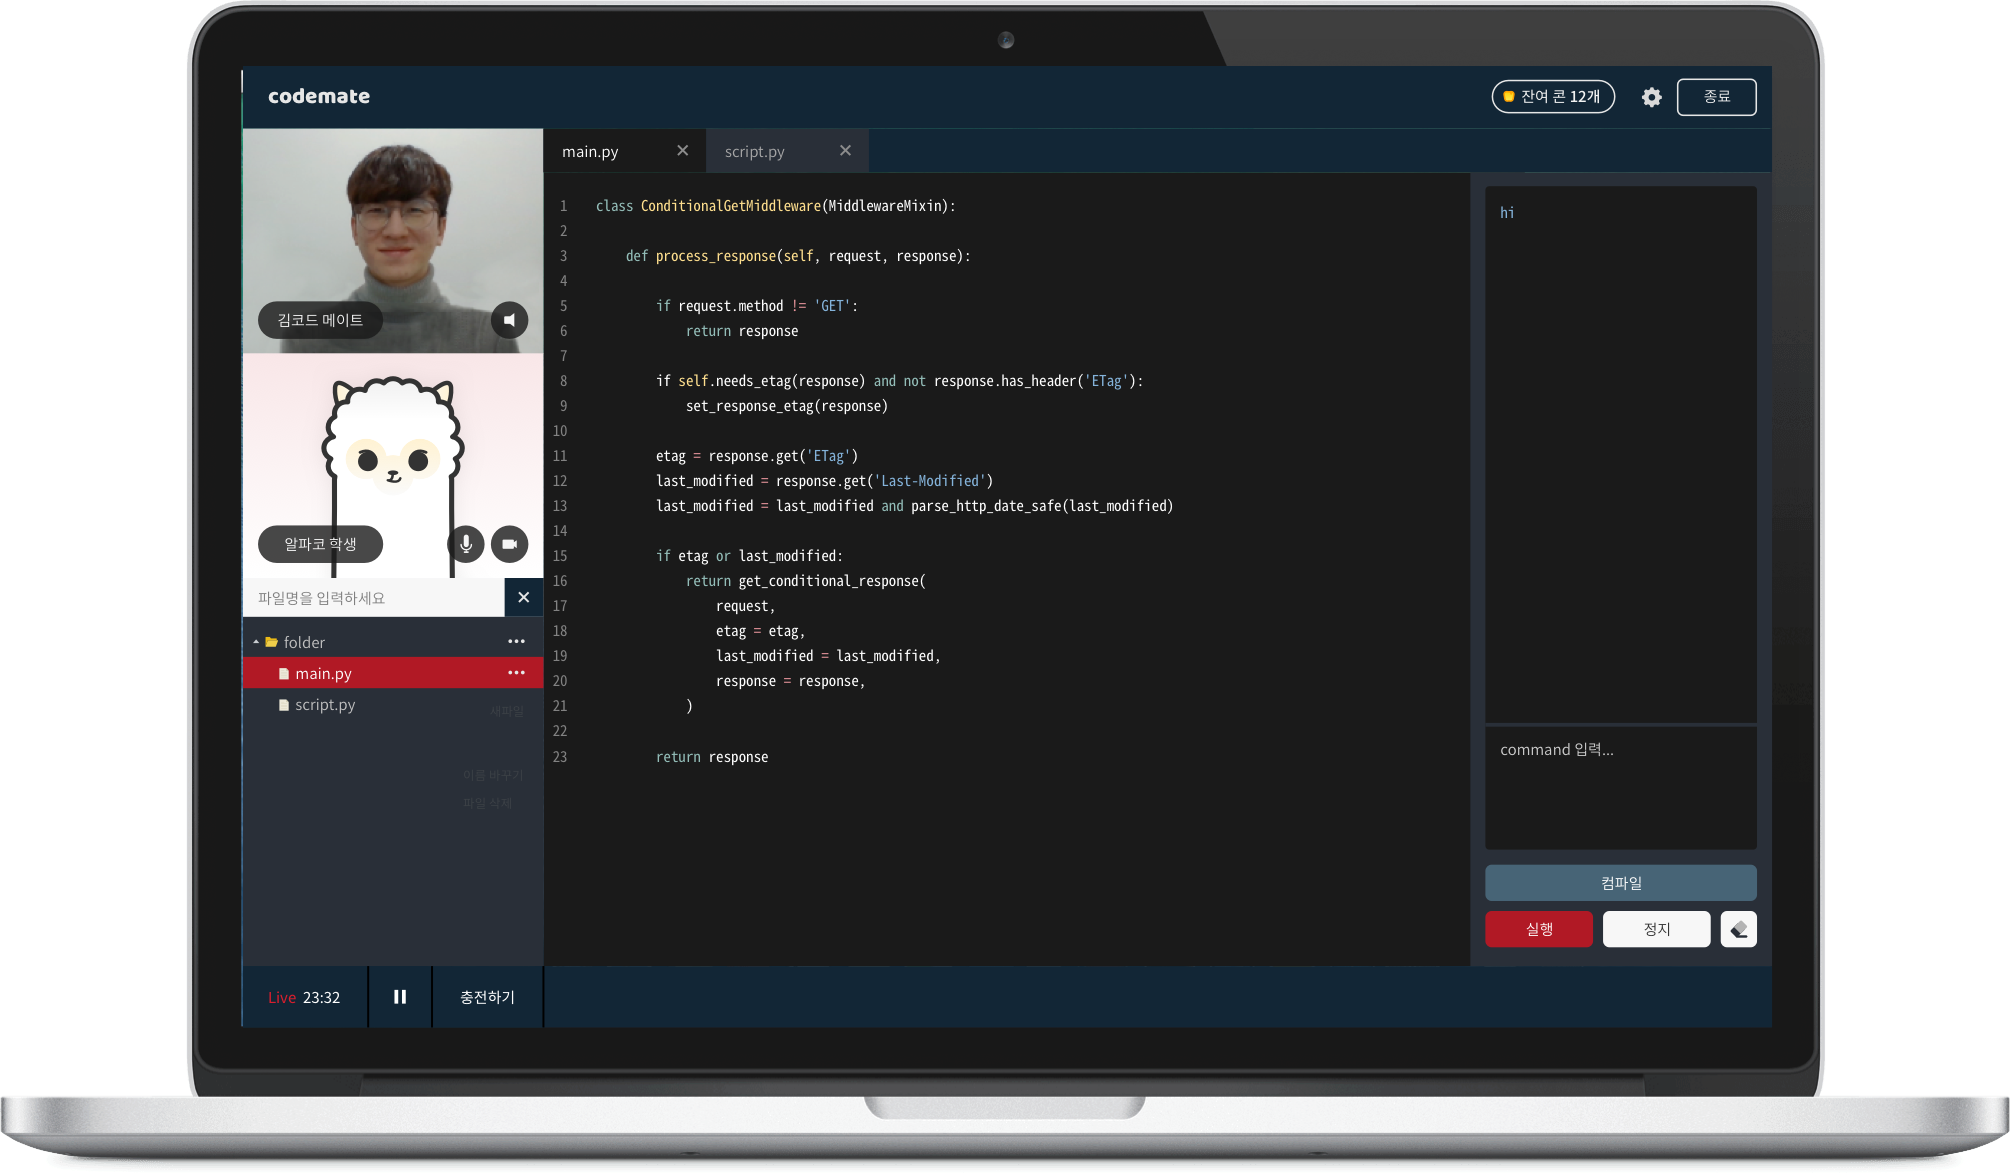 codemate
잔여 콘 12개
종료
김코드 메이트
알파코 학생
파일명을 입력하세요
folder
main.py
script.py
새파일
이름 바꾸기
파일 삭제
main.py
script.py
1 class ConditionalGetMiddleware(MiddlewareMixin):
2
3 def process_response(self, request, response):
4
5 if request.method != 'GET':
6 return response
7
8 if self.needs_etag(response) and not response.has_header('ETag'):
9 set_response_etag(response)
10
11 etag = response.get('ETag')
12 last_modified = response.get('Last-Modified')
13 last_modified = last_modified and parse_http_date_safe(last_modified)
14
15 if etag or last_modified:
16 return get_conditional_response(
17 request,
18 etag = etag,
19 last_modified = last_modified,
20 response = response,
21 )
22
23 return response
hi
command 입력...
컴파일
실행
정지
Live 23:32
충전하기